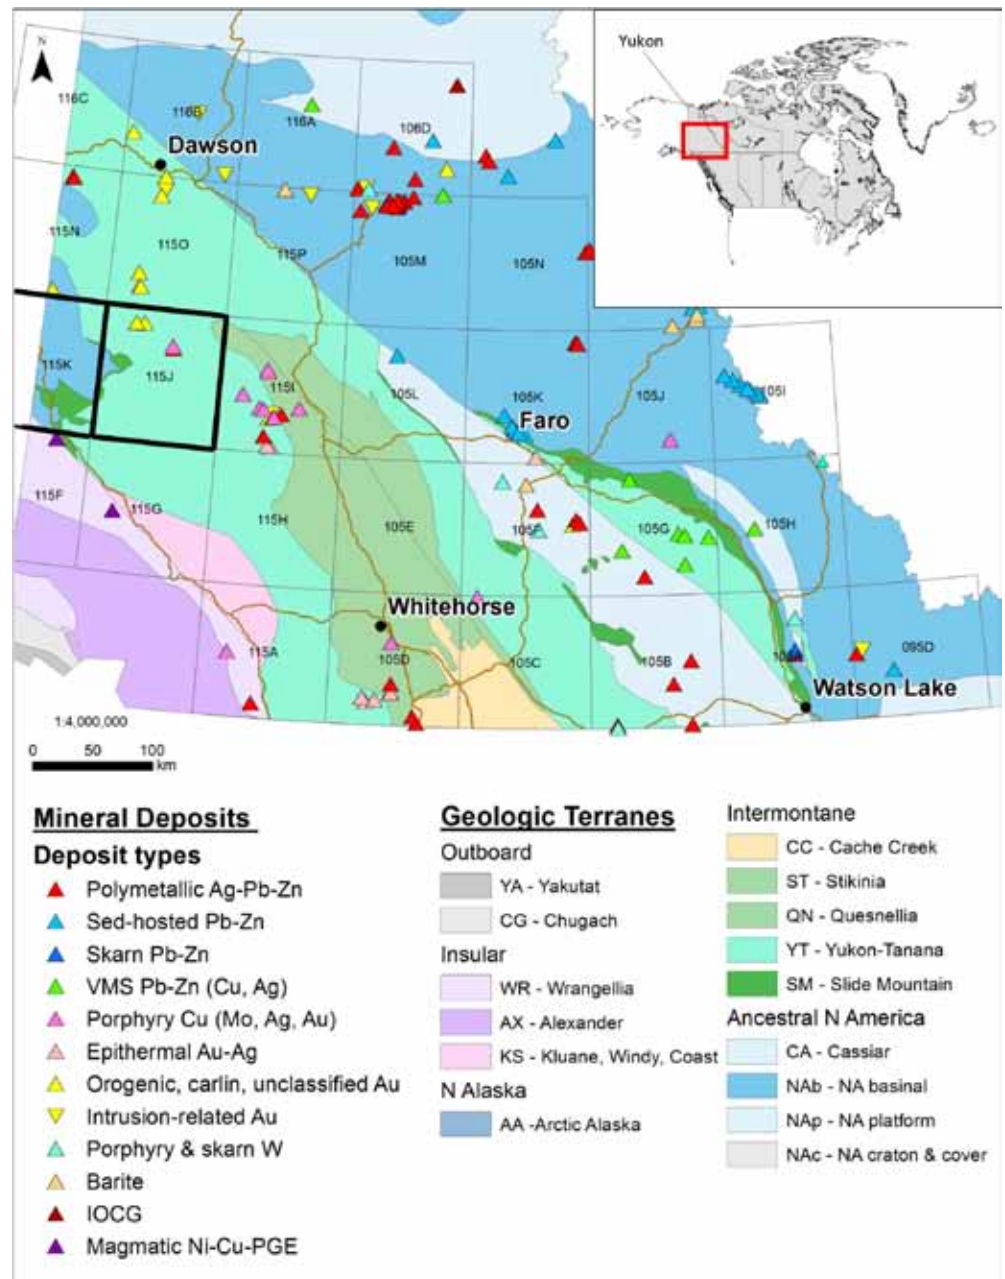 Yukon
N
116C
116B
116A
106D
Dawson
115N
115O
115P
105M
105N
115K
115J
115I
105L
105K
105J
105I
Faro
115F
115G
115H
105E
105F
105G
105H
Whitehorse
115A
105D
105C
105B
095D
Watson Lake
1:4,000,000
0 50 100
km
Mineral Deposits
Deposit types
Polymetallic Ag-Pb-Zn
Sed-hosted Pb-Zn
Skarn Pb-Zn
VMS Pb-Zn (Cu, Ag)
Porphyry Cu (Mo, Ag, Au)
Epithermal Au-Ag
Orogenic, carlin, unclassified Au
Intrusion-related Au
Porphyry & skarn W
Barite
IOCG
Magmatic Ni-Cu-PGE
Geologic Terranes
Outboard
YA - Yakutat
CG - Chugach
Insular
WR - Wrangellia
AX - Alexander
KS - Kluane, Windy, Coast
N Alaska
AA -Arctic Alaska
Intermontane
CC - Cache Creek
ST - Stikinia
QN - Quesnellia
YT - Yukon-Tanana
SM - Slide Mountain
Ancestral N America
CA - Cassiar
NAb - NA basinal
NAp - NA platform
NAc - NA craton & cover